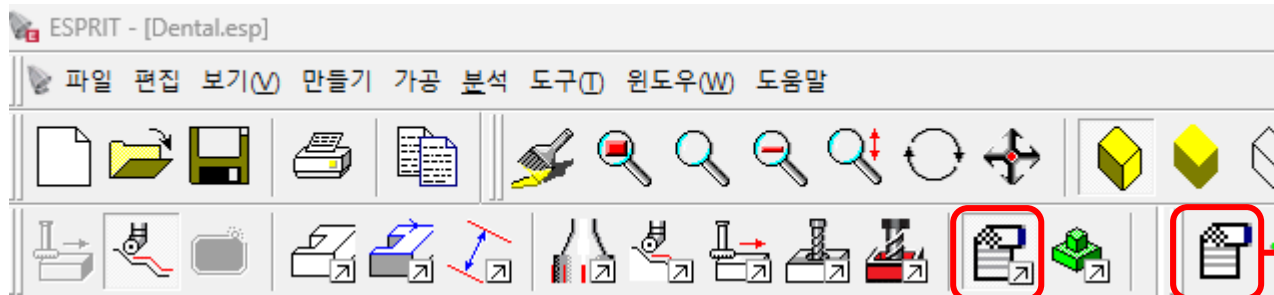 ESPRIT - [Dental.esp]
파일 편집 보기(V) 만들기 가공 분석 도구(T) 윈도우(W) 도움말